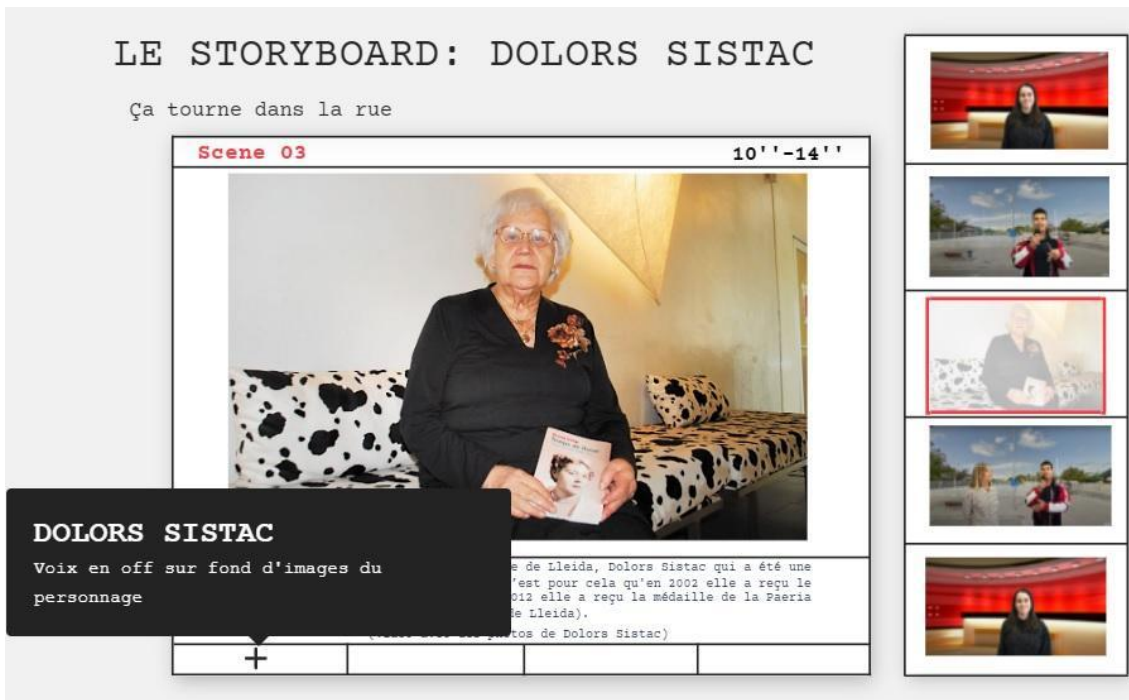 LE STORYBOARD: DOLORS SISTAC
Ça tourne dans la rue
Scene 03
10''-14''
DOLORS SISTAC
Voix en off sur fond d'images du
personnage
de Lleida, Dolors Sistac qui a été une
'est pour cela qu'en 2002 elle a reçu le
2012 elle a reçu la médaille de la Paeria
de Lleida).
photos de Dolors Sistac)